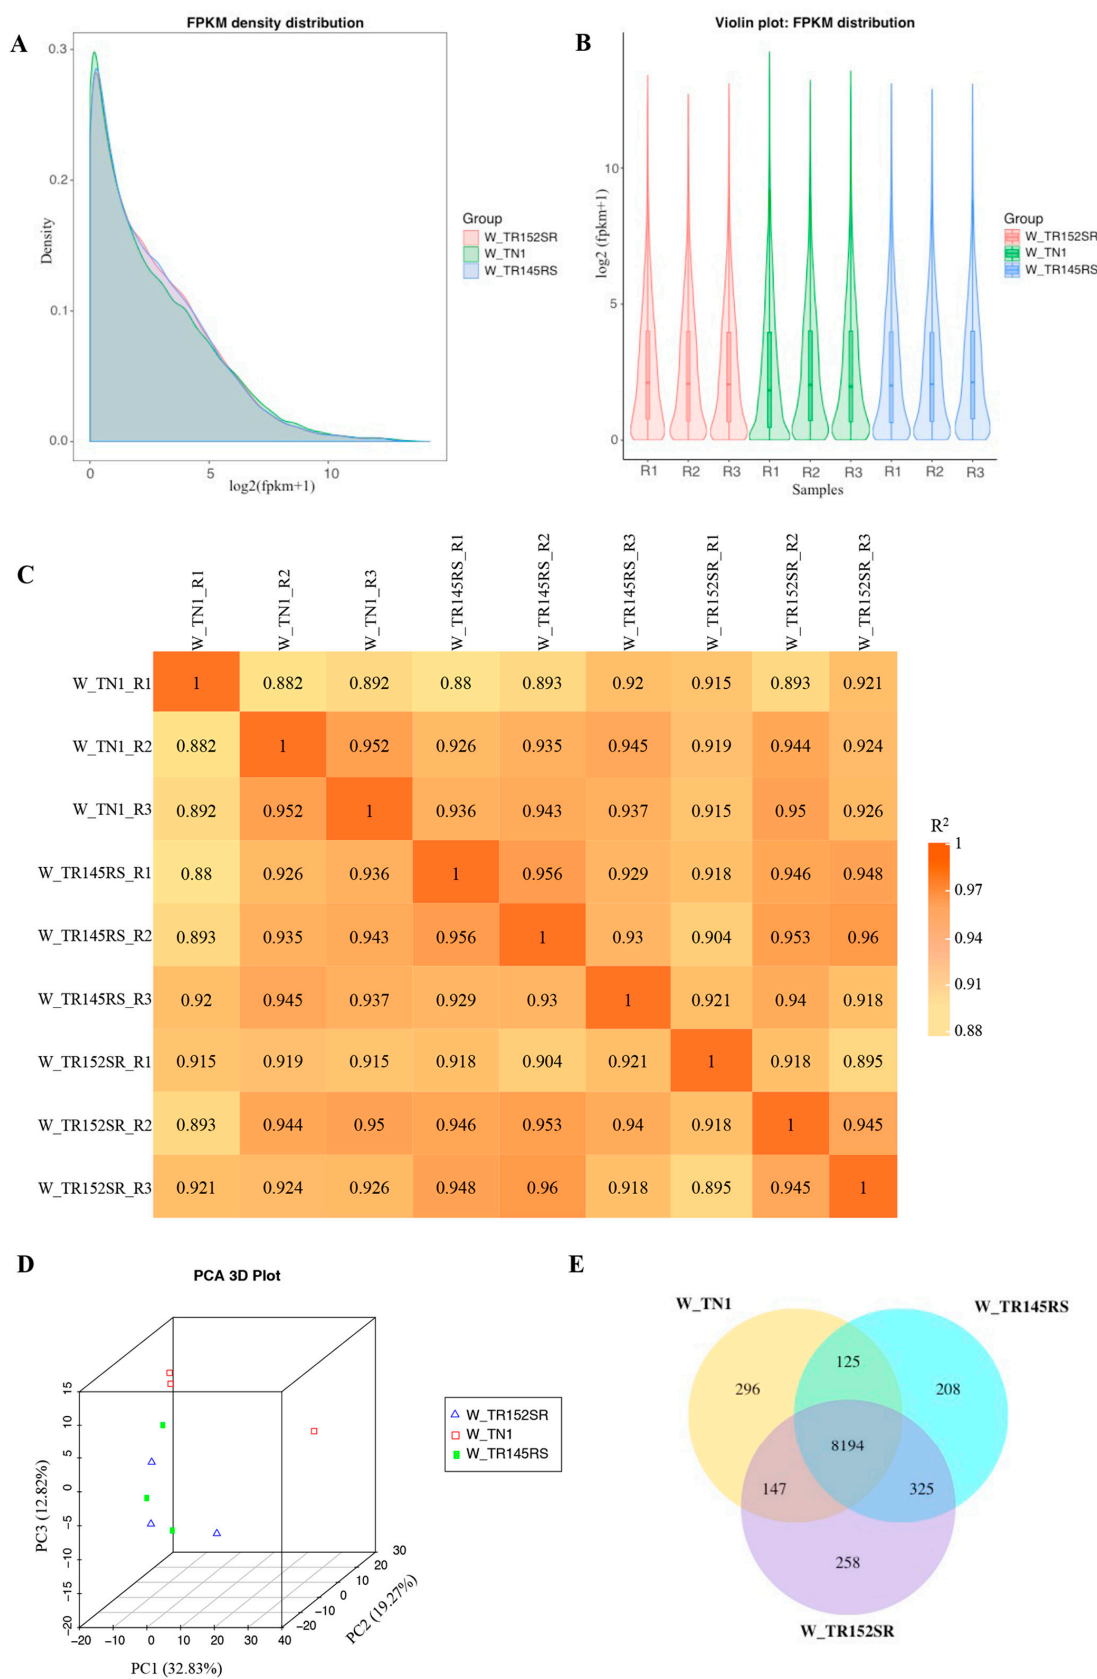 A
FPKM density distribution
0.3
0.2
0.1
0.0
Density
0
5
10
log2(fpkm+1)
Group
W_TR152SR
W_TN1
W_TR145RS
B
Violin plot: FPKM distribution
10
5
0
log2 (fpkm+1)
R1
R2
R3
R1
R2
R3
R1
R2
R3
Samples
Group
W_TR152SR
W_TN1
W_TR145RS
C
W_TN1_R1
W_TN1_R2
W_TN1_R3
W_TR145RS_R1
W_TR145RS_R2
W_TR145RS_R3
W_TR152SR_R1
W_TR152SR_R2
W_TR152SR_R3
W_TN1_R1 1 0.882 0.892 0.88 0.893 0.92 0.915 0.893 0.921
W_TN1_R2 0.882 1 0.952 0.926 0.935 0.945 0.919 0.944 0.924
W_TN1_R3 0.892 0.952 1 0.936 0.943 0.937 0.915 0.95 0.926
W_TR145RS_R1 0.88 0.926 0.936 1 0.956 0.929 0.918 0.946 0.948
W_TR145RS_R2 0.893 0.935 0.943 0.956 1 0.93 0.904 0.953 0.96
W_TR145RS_R3 0.92 0.945 0.937 0.929 0.93 1 0.921 0.94 0.918
W_TR152SR_R1 0.915 0.919 0.915 0.918 0.904 0.921 1 0.918 0.895
W_TR152SR_R2 0.893 0.944 0.95 0.946 0.953 0.94 0.918 1 0.945
W_TR152SR_R3 0.921 0.924 0.926 0.948 0.96 0.918 0.895 0.945 1
R²
1
0.97
0.94
0.91
0.88
D
PCA 3D Plot
15
10
5
0
−5
−10
−15
−20
PC3 (12.82%)
−20 −10 0 10 20 30 40
PC1 (32.83%)
−20
−10
0
10
20
30
PC2 (19.27%)
W_TR152SR
W_TN1
W_TR145RS
E
W_TN1
W_TR145RS
125
296
208
8194
147
325
258
W_TR152SR